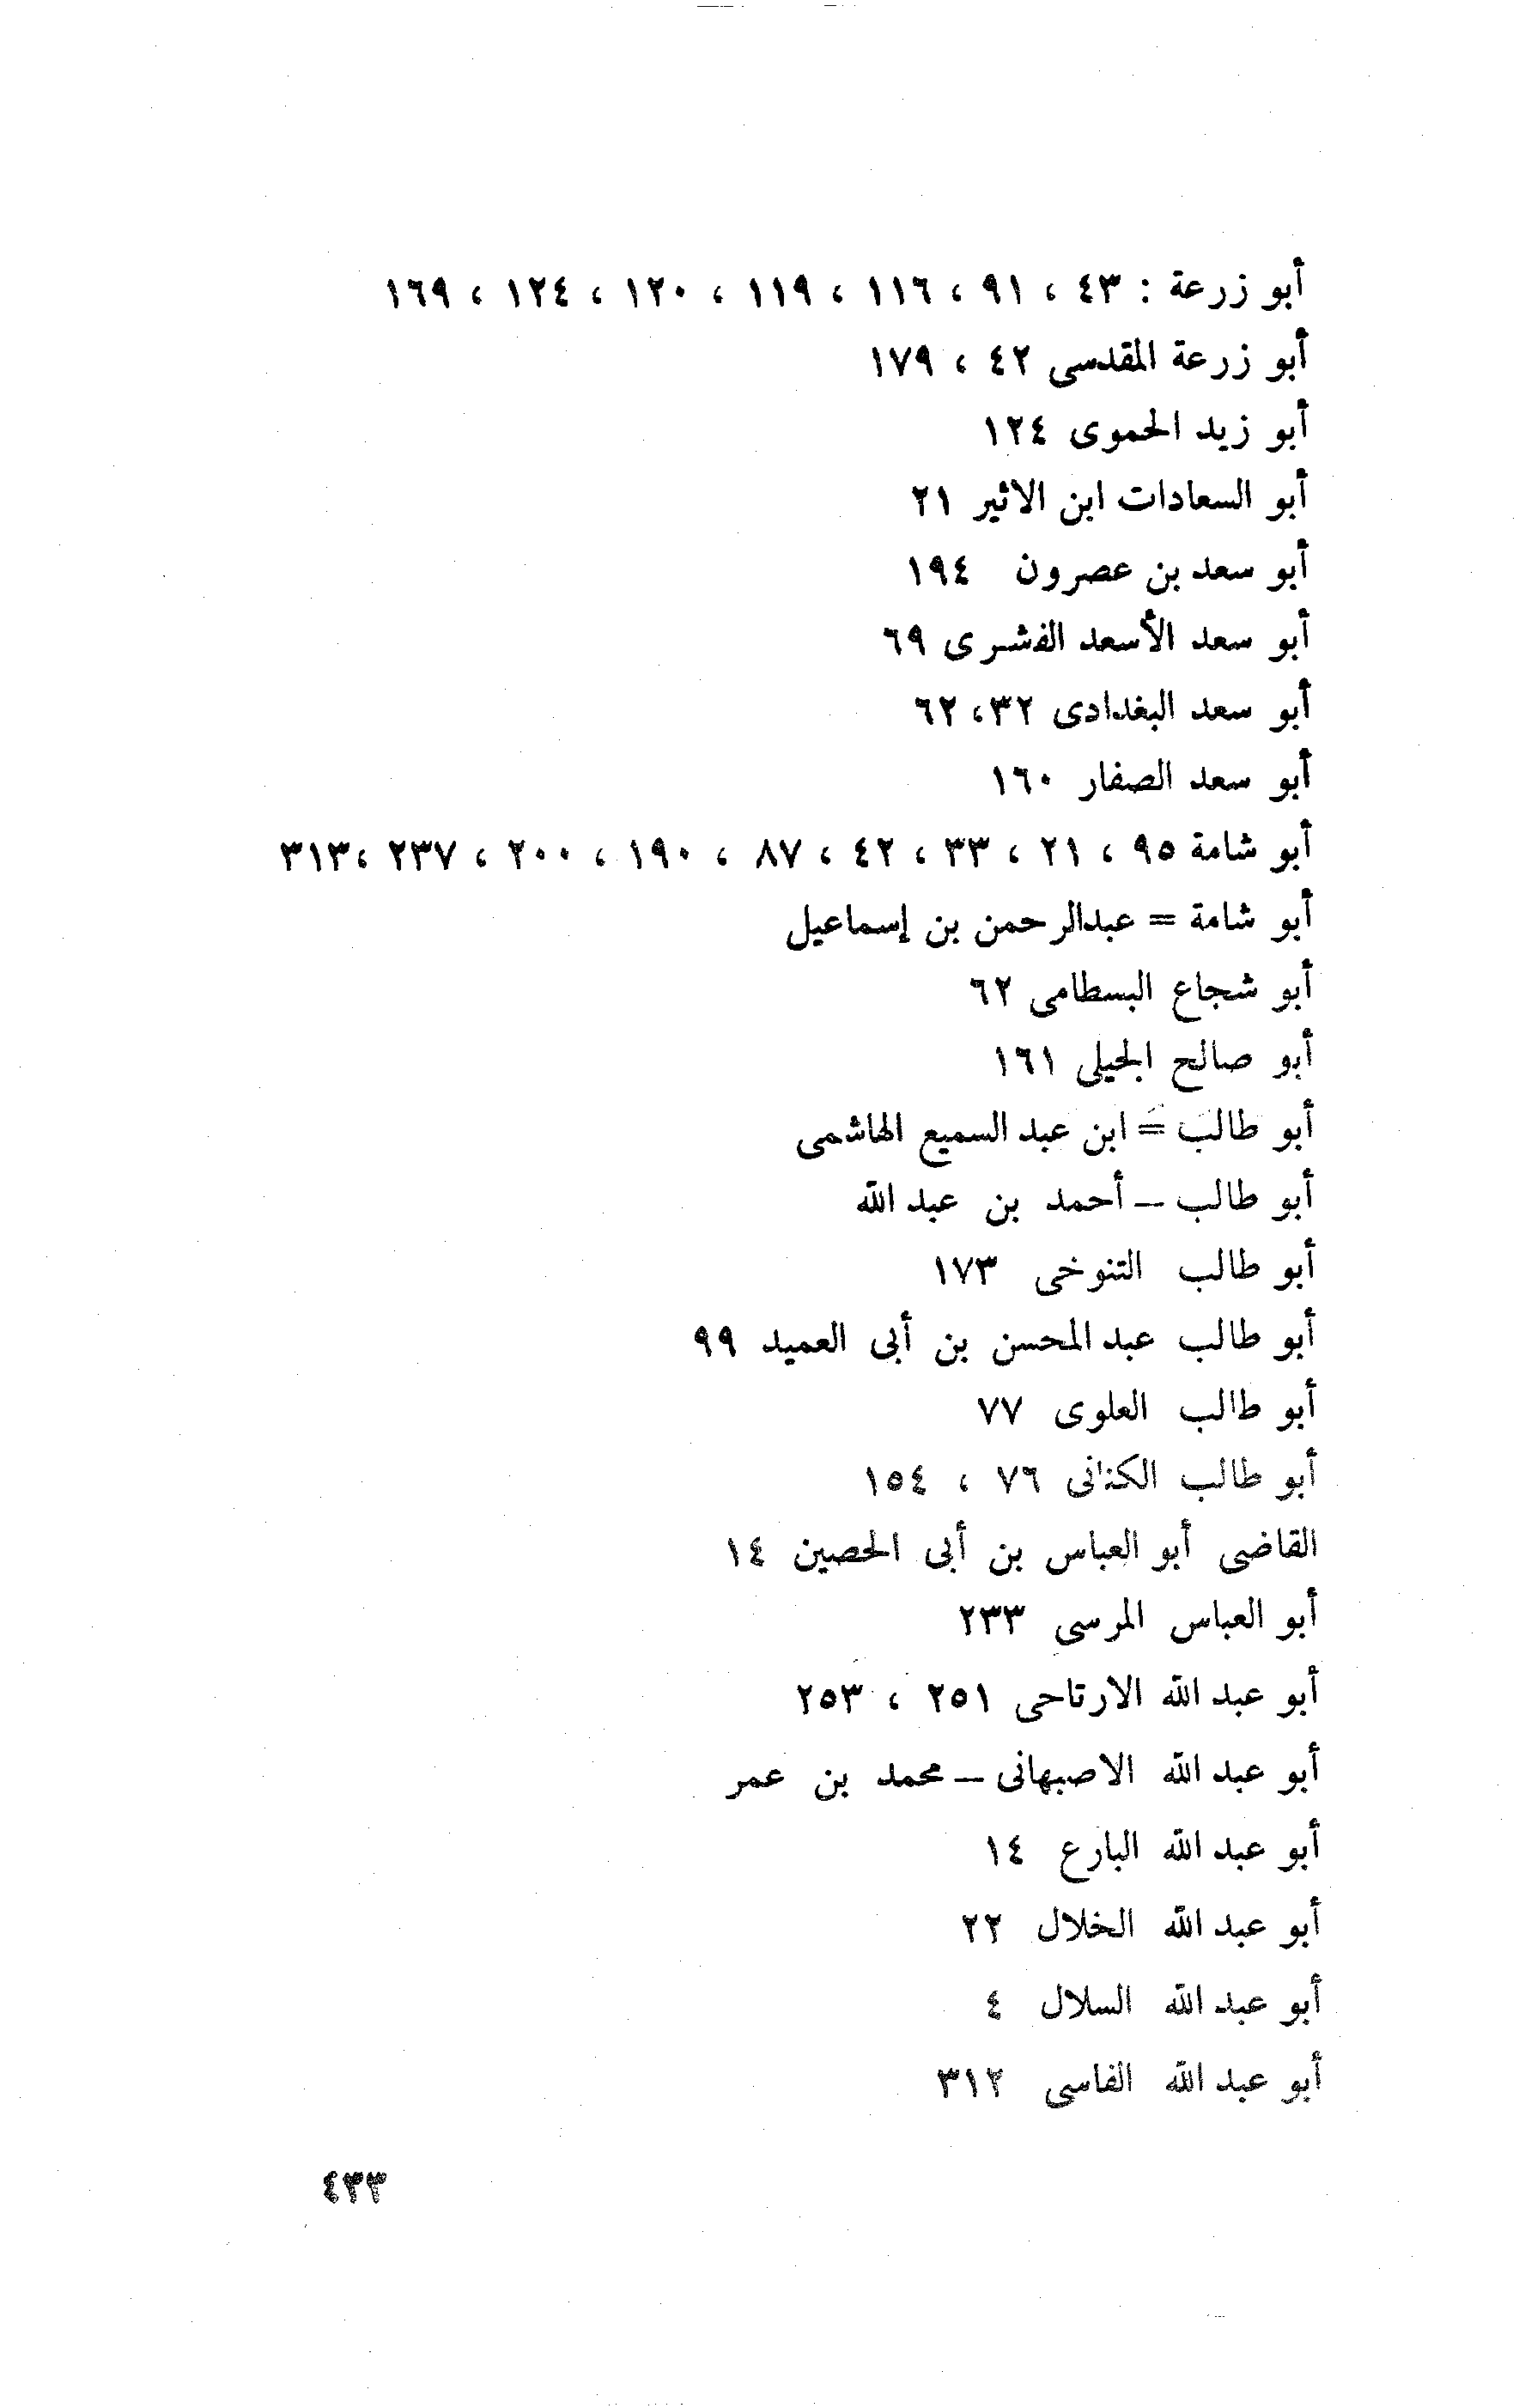 أبو زرعة : ٤٣ ، ٩١ ، ١١٦ ، ١١٩ ، ١٢٠ ، ١٢٤ ، ١٦٩
أبو زرعة المقدسى ٤٢ ، ١٧٩
أبو زيد الحموى ١٢٤
أبو السعادات ابن الاثير ٢١
أبو سعد بن عصرون ١٩٤
أبو سعد الأسعد القشرى ٦٩
أبو سعد البغدادى ٣٢ ، ٦٢
أبو سعد الصفار ١٦٠
أبو شامة ٩٥ ، ٢١ ، ٣٣ ، ٤٢ ، ٨٧ ، ١٩٠ ، ٢٠٠ ، ٢٣٧ ، ٣١٣
أبو شامة = عبدالرحمن بن إسماعيل
أبو شجاع البسطامى ٦٢
أبو صالح الجيلى ١٦١
أبو طالب = ابن عبد السميع الهاشمى
أبو طالب – أحمد بن عبد الله
أبو طالب التنوخى ١٧٣
أبو طالب عبد المحسن بن أبى العميد ٩٩
أبو طالب العلوى ٧٧
أبو طالب الكنانى ٧٦ ، ١٥٤
القاضى أبو العباس بن أبى الحصين ١٤
أبو العباس المرسى ٢٣٣
أبو عبد الله الارتاحى ٢٥١ ، ٢٥٣
أبو عبد الله الاصبهانى – محمد بن عمر
أبو عبد الله البارع ١٤
أبو عبد الله الخلال ٢٢
أبو عبد الله السلال ٤
أبو عبد الله الفاسى ٣١٢
٤٣٣